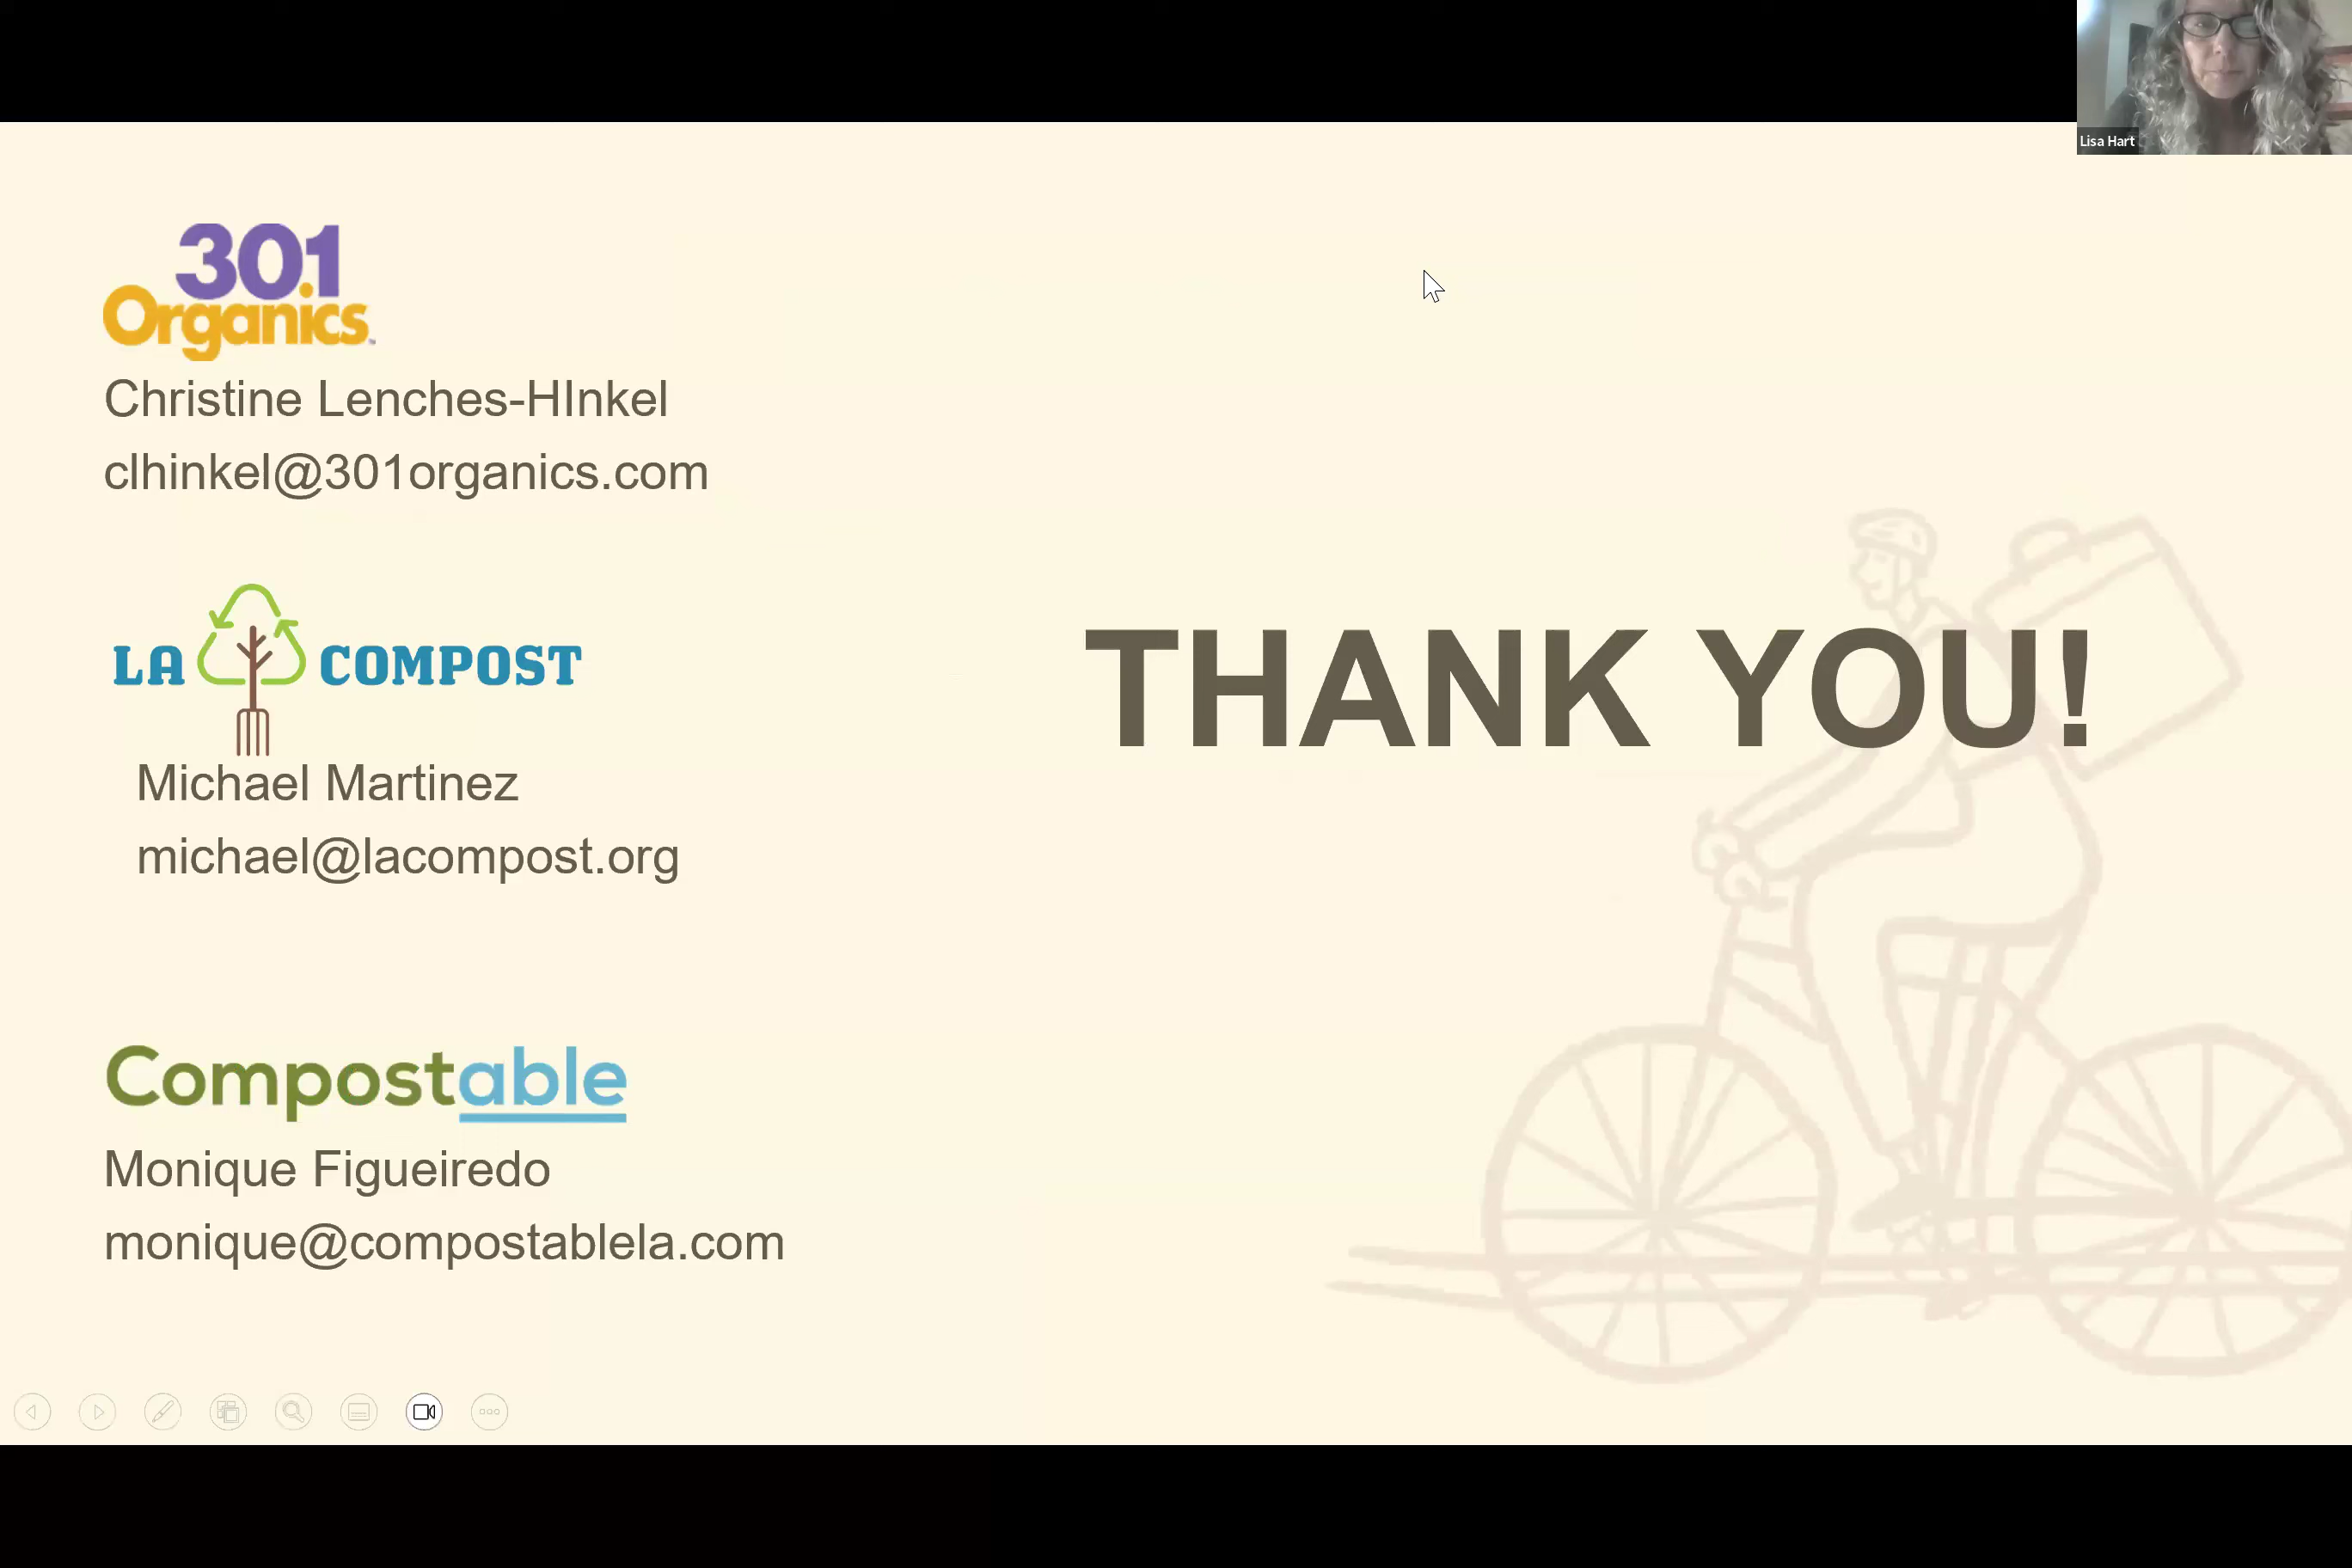 Lisa Hart
301
Organics
Christine Lenches-HInkel
clhinkel@301organics.com
LA COMPOST
Michael Martinez
michael@lacompost.org
THANK YOU!
Compostable
Monique Figueiredo
monique@compostablela.com